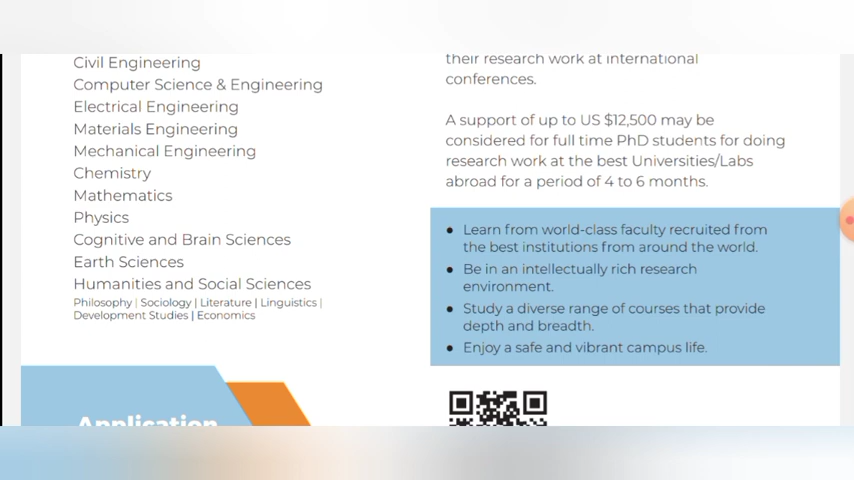 Civil Engineering
Computer Science & Engineering
Electrical Engineering
Materials Engineering
Mechanical Engineering
Chemistry
Mathematics
Physics
Cognitive and Brain Sciences
Earth Sciences
Humanities and Social Sciences
Philosophy | Sociology | Literature | Linguistics |
Development Studies | Economics
Application
their research work at international
conferences.
A support of up to US $12,500 may be
considered for full time PhD students for doing
research work at the best Universities/Labs
abroad for a period of 4 to 6 months.
● Learn from world-class faculty recruited from
the best institutions from around the world.
● Be in an intellectually rich research
environment.
● Study a diverse range of courses that provide
depth and breadth.
● Enjoy a safe and vibrant campus life.